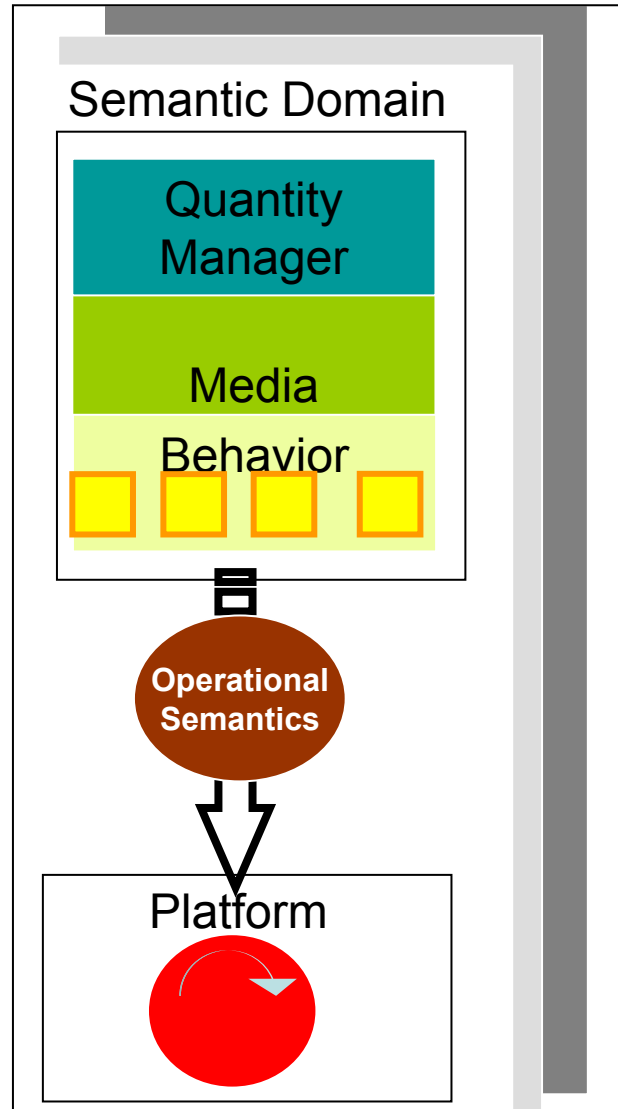 Semantic Domain
Quantity
Manager
Media
Behavior
Operational
Semantics
Platform